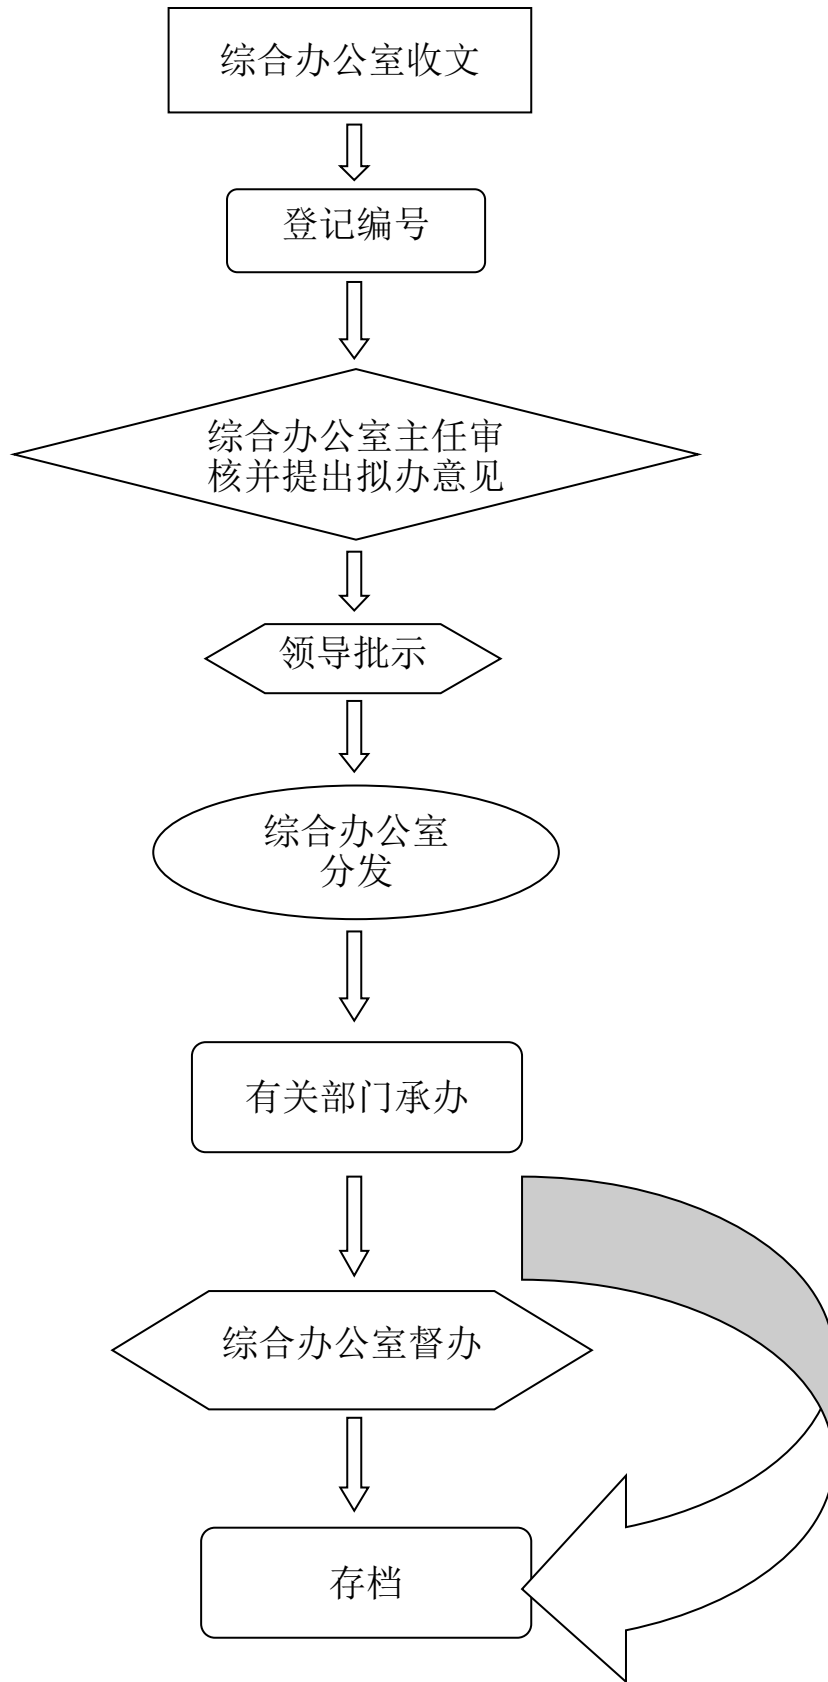 综合办公室收文
登记编号
综合办公室主任审
核并提出拟办意见
领导批示
综合办公室
分发
有关部门承办
综合办公室督办
存档